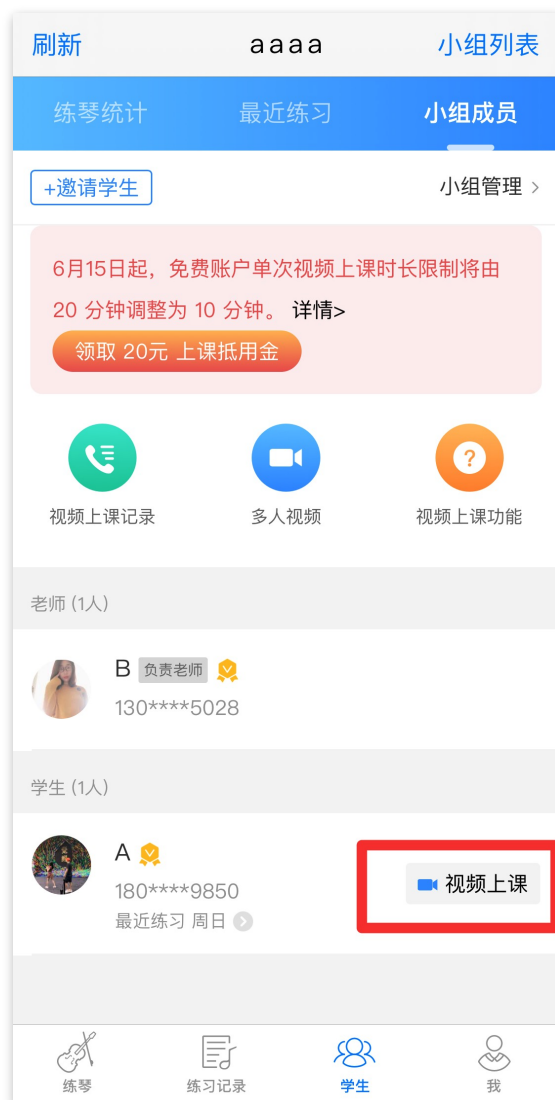 刷新 aaaa 小组列表
练琴统计 最近练习 小组成员
+邀请学生 小组管理 >
6月15日起，免费账户单次视频上课时长限制将由
20 分钟调整为 10 分钟。 详情>
领取 20元 上课抵用金
视频上课记录 多人视频 视频上课功能
老师 (1人)
B 负责老师
130****5028
学生 (1人)
A
180****9850
视频上课
最近练习 周日
练琴 练习记录 学生 我